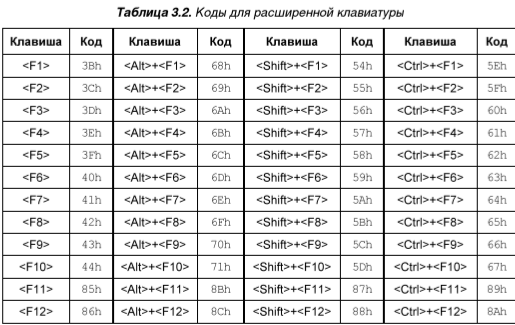 Таблица 3.2. Коды для расширенной клавиатуры
Клавиша Код Клавиша Код Клавиша Код Клавиша Код
<F1> 3Bh <Alt>+<F1> 68h <Shift>+<F1> 54h <Ctrl>+<F1> 5Eh
<F2> 3Ch <Alt>+<F2> 69h <Shift>+<F2> 55h <Ctrl>+<F2> 5Fh
<F3> 3Dh <Alt>+<F3> 6Ah <Shift>+<F3> 56h <Ctrl>+<F3> 60h
<F4> 3Eh <Alt>+<F4> 6Bh <Shift>+<F4> 57h <Ctrl>+<F4> 61h
<F5> 3Fh <Alt>+<F5> 6Ch <Shift>+<F5> 58h <Ctrl>+<F5> 62h
<F6> 40h <Alt>+<F6> 6Dh <Shift>+<F6> 59h <Ctrl>+<F6> 63h
<F7> 41h <Alt>+<F7> 6Eh <Shift>+<F7> 5Ah <Ctrl>+<F7> 64h
<F8> 42h <Alt>+<F8> 6Fh <Shift>+<F8> 5Bh <Ctrl>+<F8> 65h
<F9> 43h <Alt>+<F9> 70h <Shift>+<F9> 5Ch <Ctrl>+<F9> 66h
<F10> 44h <Alt>+<F10> 71h <Shift>+<F10> 5Dh <Ctrl>+<F10> 67h
<F11> 85h <Alt>+<F11> 8Bh <Shift>+<F11> 87h <Ctrl>+<F11> 89h
<F12> 86h <Alt>+<F12> 8Ch <Shift>+<F12> 88h <Ctrl>+<F12> 8Ah